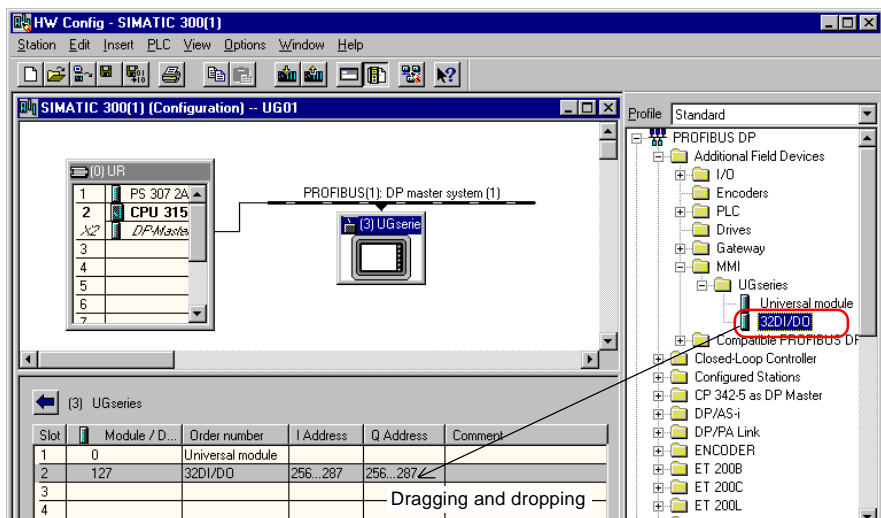 HW Config - SIMATIC 300(1)
Station Edit Insert PLC View Options Window Help
SIMATIC 300(1) (Configuration) -- UG01
(0) UR
1 PS 307 2A
2 CPU 315
X2 DP-Maste
3
4
5
6
7
PROFIBUS(1): DP master system (1)
(3) UGserie
(3) UGseries
Slot Module / D... Order number I Address Q Address Comment
1 0 Universal module
2 127 32DI/DO 256...287 256...287
3
4
Dragging and dropping
Profile Standard
PROFIBUS DP
Additional Field Devices
I/O
Encoders
PLC
Drives
Gateway
MMI
UGseries
Universal module
32DI/DO
Compatible PROFIBUS DP
Closed-Loop Controller
Configured Stations
CP 342-5 as DP Master
DP/AS-i
DP/PA Link
ENCODER
ET 200B
ET 200C
ET 200L